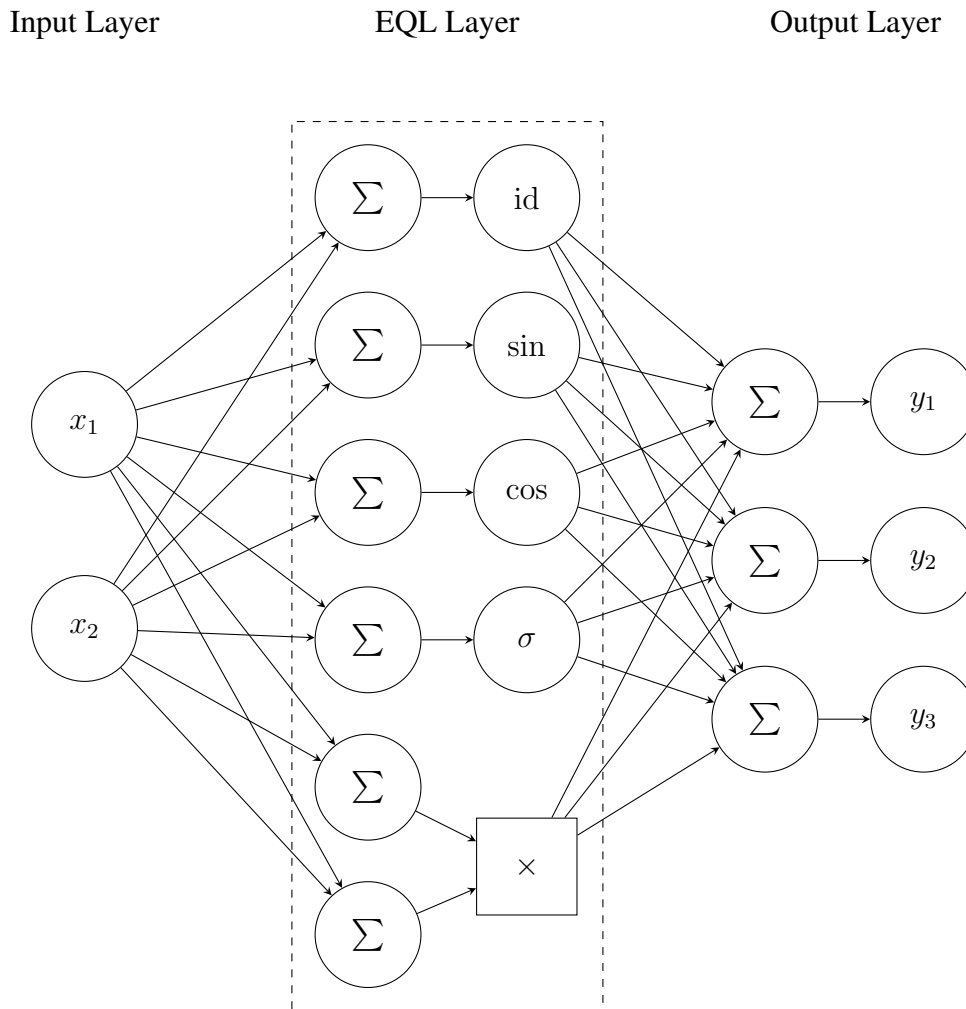 Input Layer EQL Layer Output Layer
Σ id
Σ sin
x₁ Σ y₁
Σ cos
Σ y₂
x₂ Σ σ
Σ y₃
Σ
×
Σ